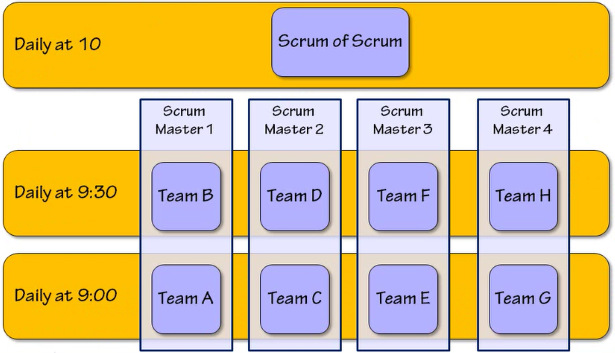 Daily at 10
Scrum of Scrum
Scrum
Master 1
Scrum
Master 2
Scrum
Master 3
Scrum
Master 4
Daily at 9:30
Team B
Team D
Team F
Team H
Daily at 9:00
Team A
Team C
Team E
Team G